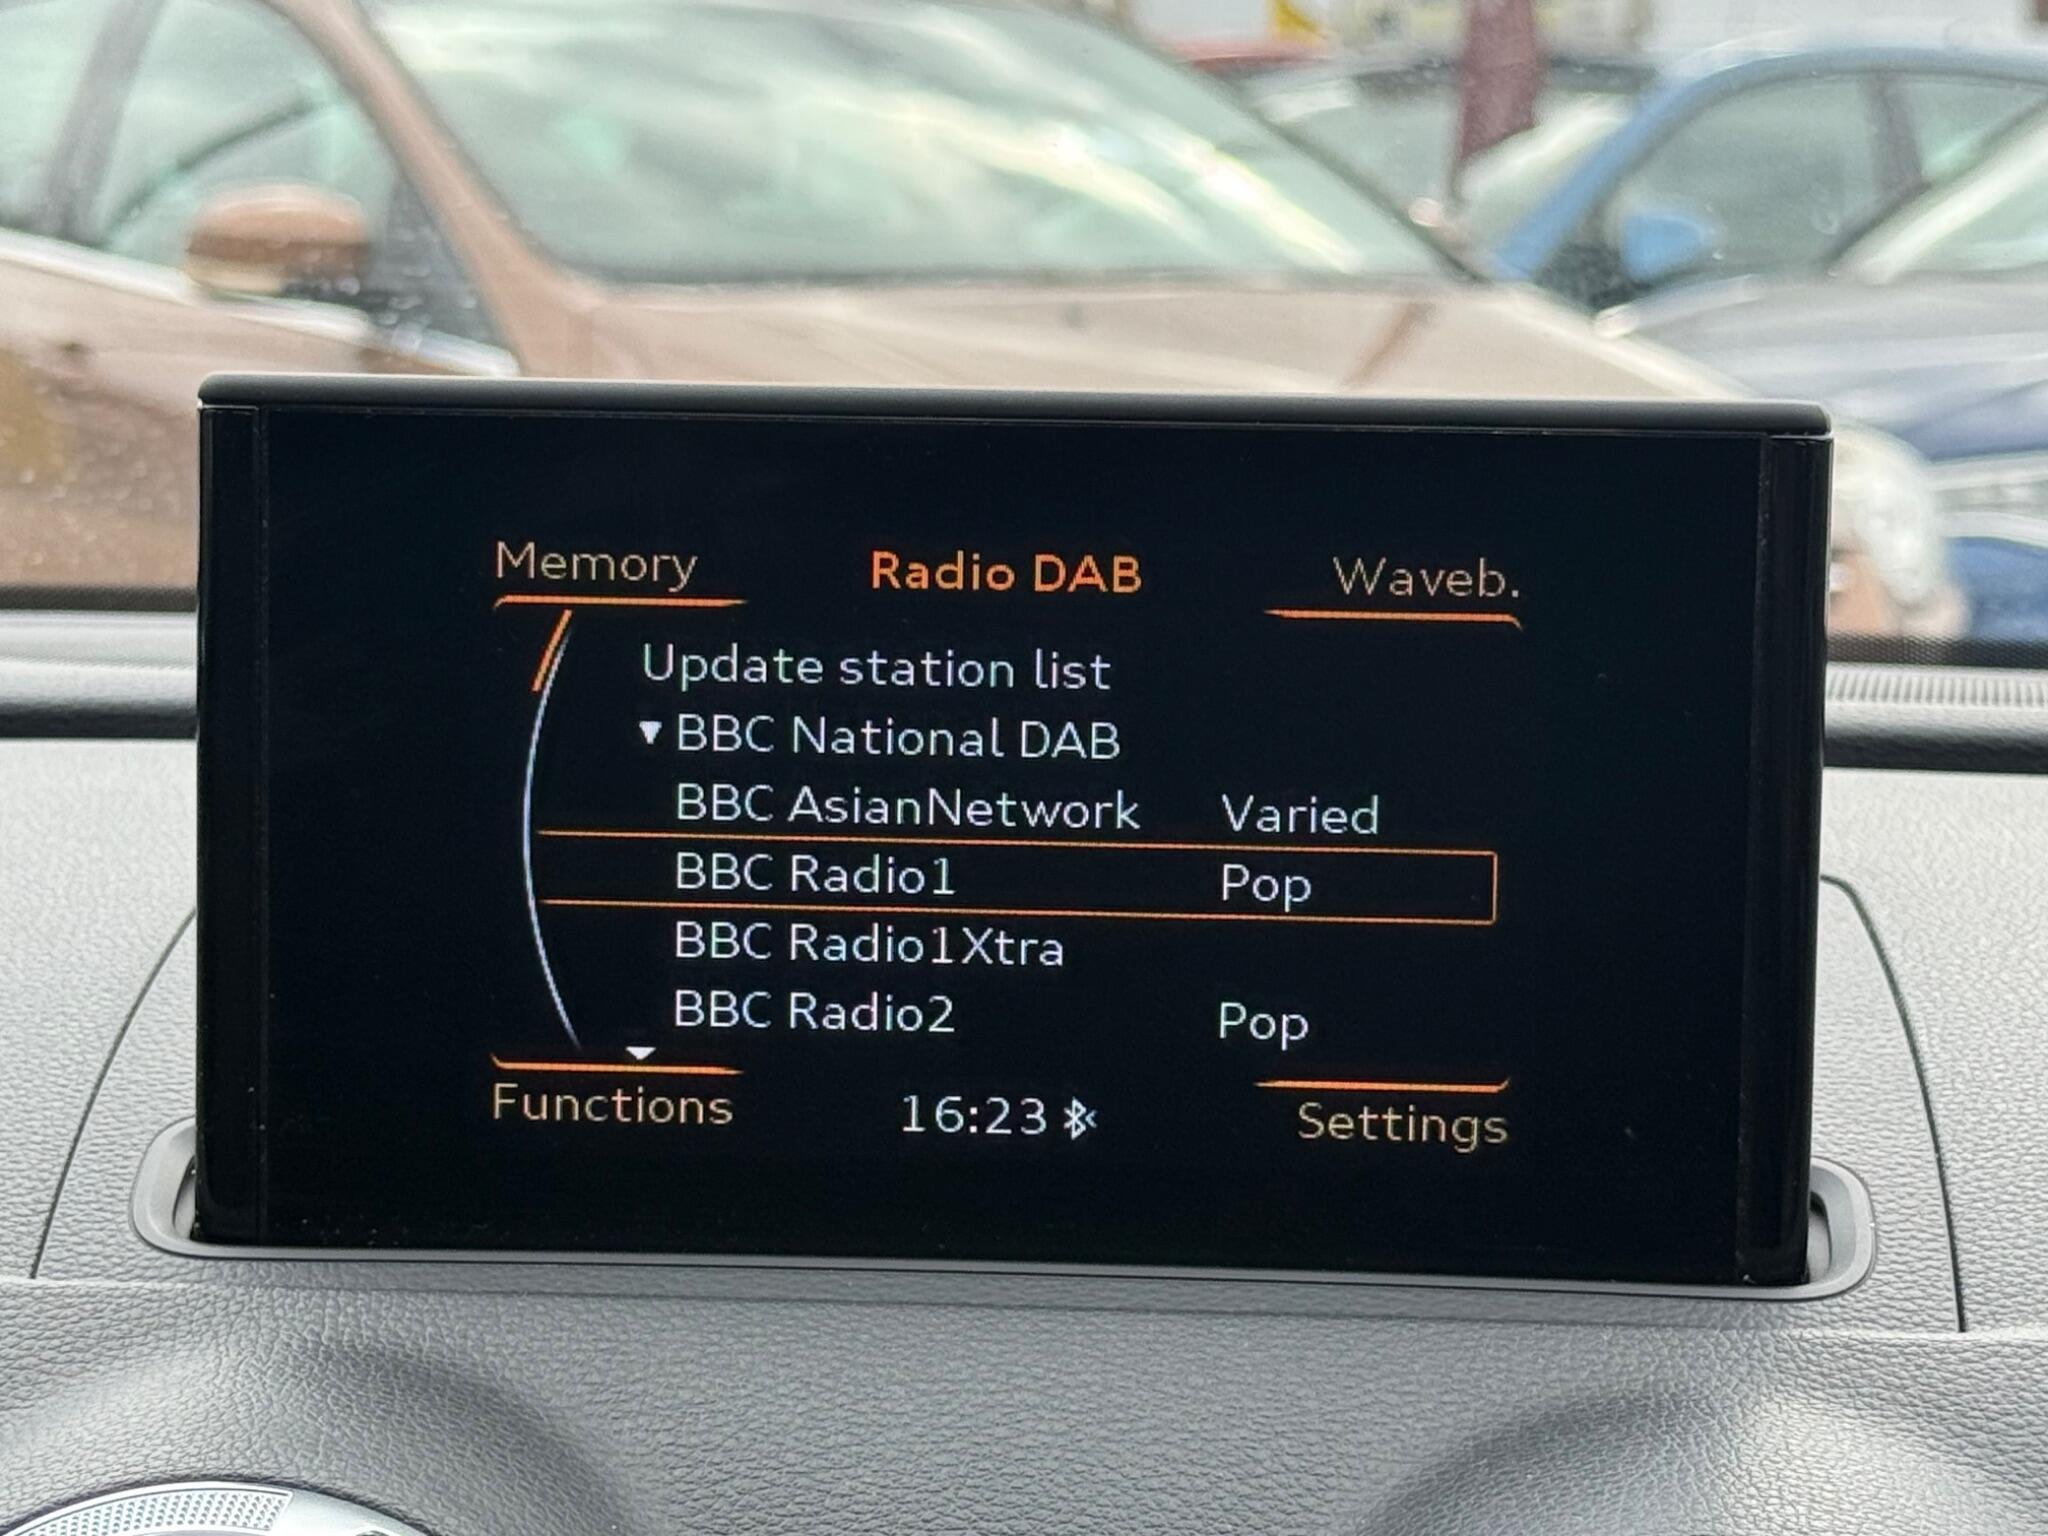 Memory Radio DAB Waveb.
Update station list
▼ BBC National DAB
BBC AsianNetwork Varied
BBC Radio1 Pop
BBC Radio1Xtra
BBC Radio2 Pop
Functions 16:23 Settings